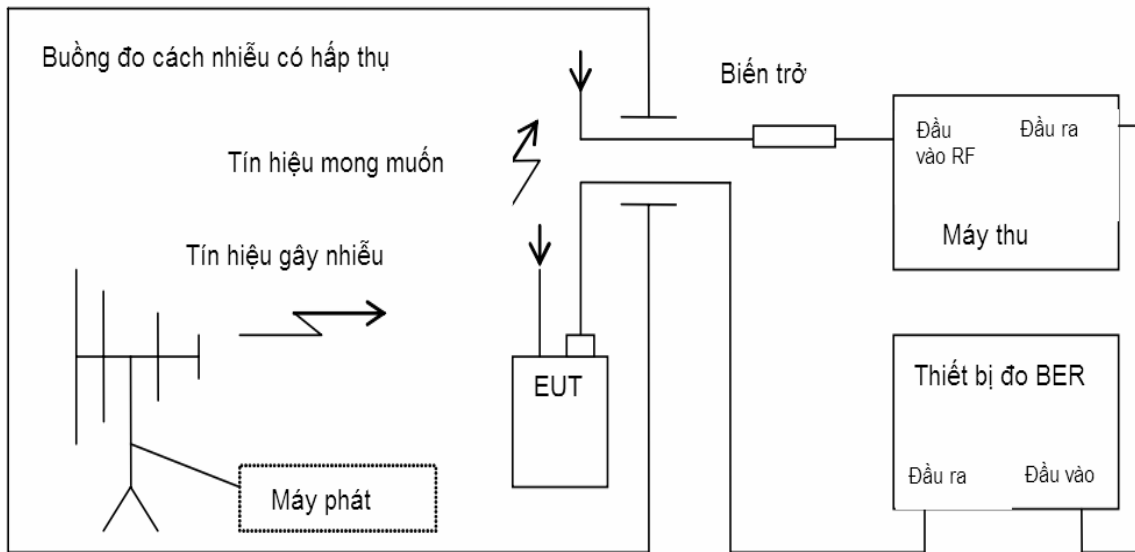 Buồng đo cách nhiễu có hấp thụ
Biến trở
Đầu
vào RF
Đầu ra
Máy thu
Tín hiệu mong muốn
Tín hiệu gây nhiễu
EUT
Máy phát
Thiết bị đo BER
Đầu ra
Đầu vào